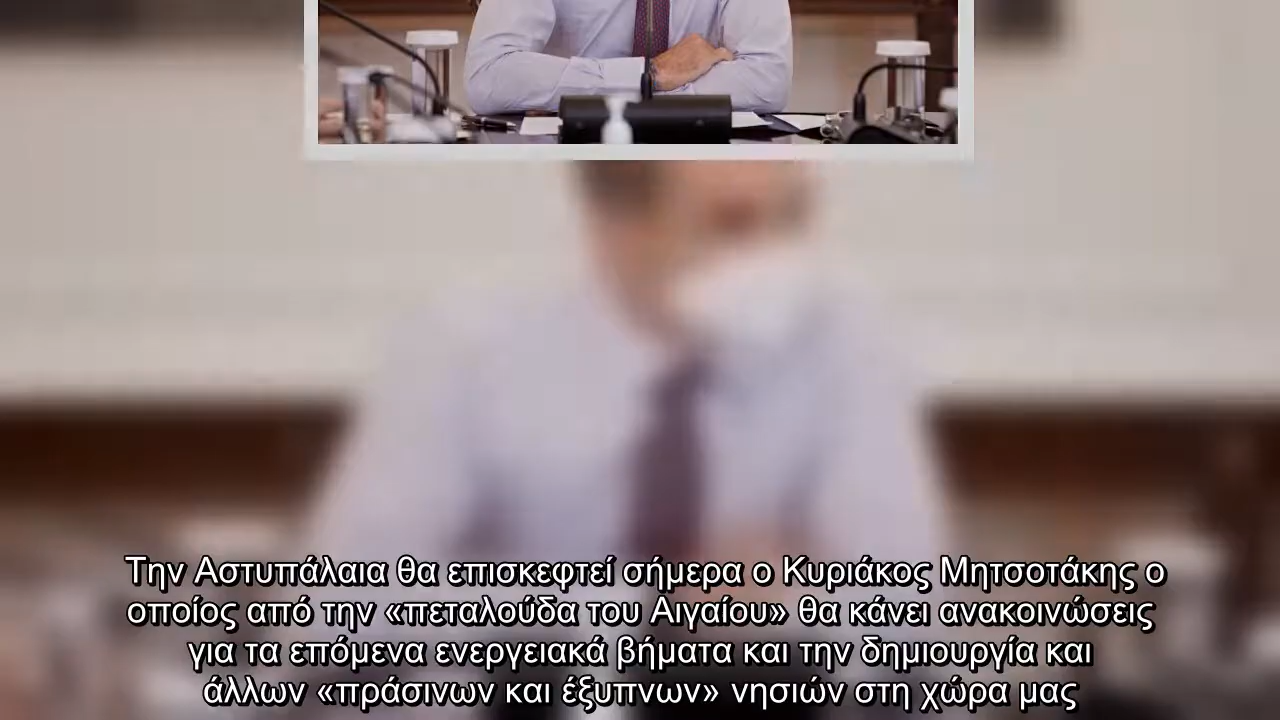 Την Αστυπάλαια θα επισκεφτεί σήμερα ο Κυριάκος Μητσοτάκης ο
οποίος από την «πεταλούδα του Αιγαίου» θα κάνει ανακοινώσεις
για τα επόμενα ενεργειακά βήματα και την δημιουργία και
άλλων «πράσινων και έξυπνων» νησιών στη χώρα μας